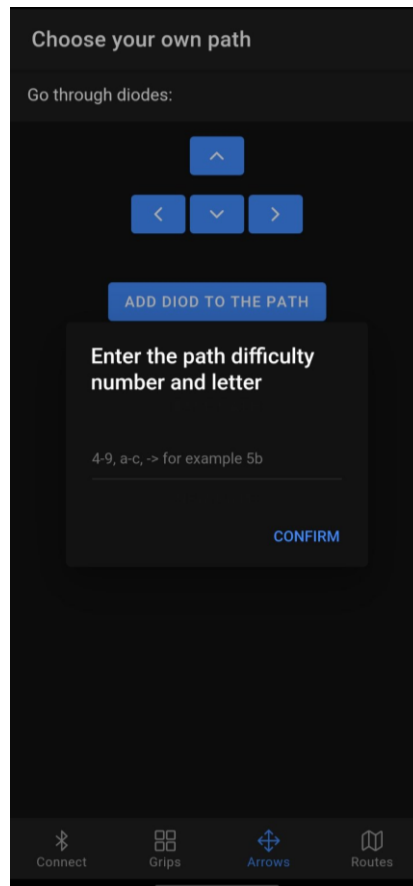 Choose your own path
Go through diodes:
ADD DIOD TO THE PATH
Enter the path difficulty
number and letter
4-9, a-c, -> for example 5b
CONFIRM
Connect Grips Arrows Routes